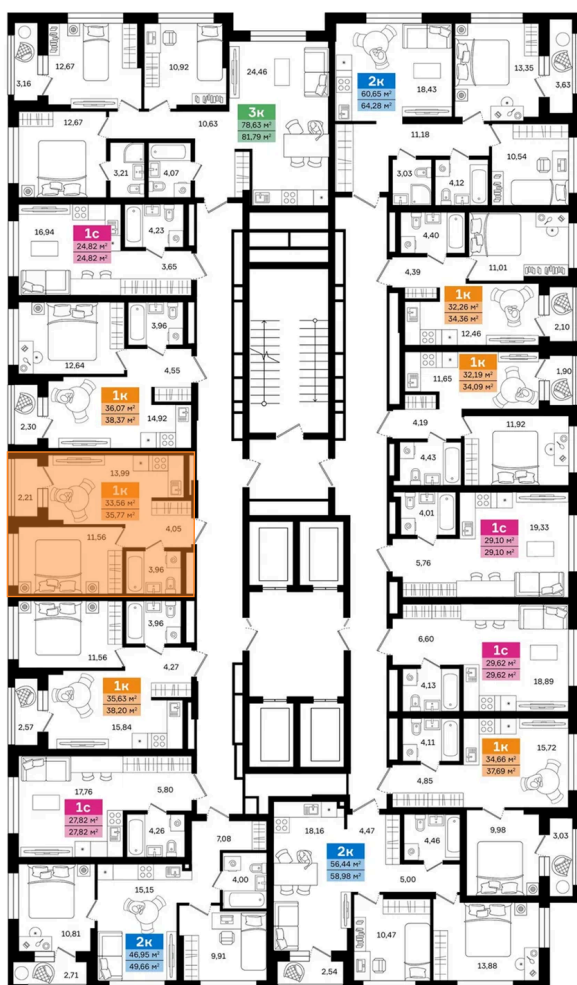 12,67
10,92
24,46
3,16
3к
78,63 м²
81,79 м²
2к
60,65 м²
64,28 м²
18,43
13,35
3,63
12,67
10,63
3,21
4,07
11,18
3,03
4,12
10,54
16,94
1с
24,82 м²
24,82 м²
4,23
3,65
4,40
4,39
11,01
1к
32,26 м²
34,36 м²
12,46
2,10
3,96
12,64
4,55
1к
36,07 м²
38,37 м²
14,92
2,30
11,65
1к
32,19 м²
34,09 м²
1,90
4,19
4,43
11,92
13,99
2,21
1к
33,56 м²
35,77 м²
4,05
11,56
3,96
4,01
1с
29,10 м²
29,10 м²
19,33
5,76
3,96
11,56
4,27
1к
35,63 м²
38,20 м²
2,57
15,84
6,60
1с
29,62 м²
29,62 м²
4,13
18,89
4,11
1к
34,66 м²
37,69 м²
15,72
4,85
17,76
5,80
1с
27,82 м²
27,82 м²
4,26
7,08
18,16
4,47
2к
56,44 м²
58,98 м²
4,46
9,98
3,03
5,00
4,00
15,15
10,81
2к
46,95 м²
49,66 м²
9,91
2,71
10,47
2,54
13,88